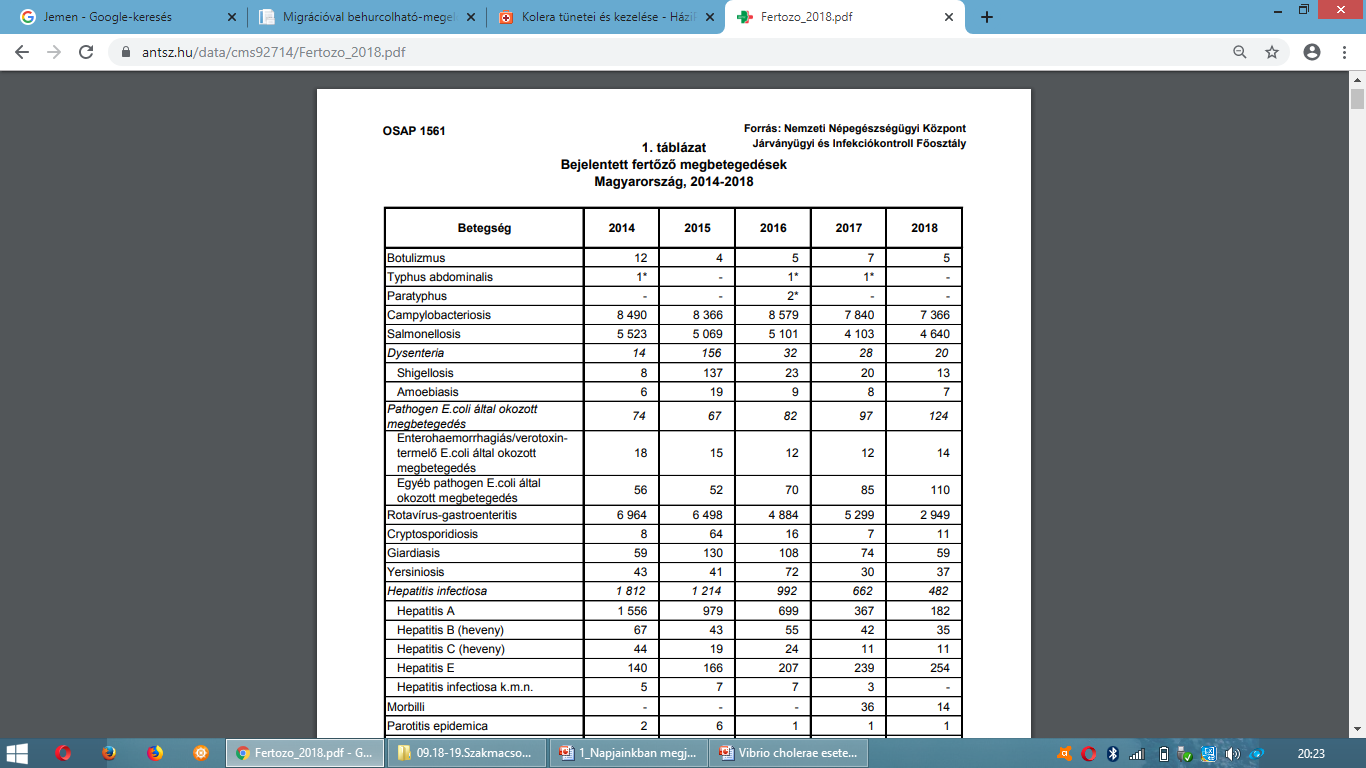 Jemen - Google-keresés
Migrációval behurcolható-megel
Kolera tünetei és kezelése - Házi
Fertozo_2018.pdf
antsz.hu/data/cms92714/Fertozo_2018.pdf
OSAP 1561
Forrás: Nemzeti Népegészségügyi Központ
Járványügyi és Infekciókontroll Főosztály
1. táblázat
Bejelentett fertőző megbetegedések
Magyarország, 2014-2018
Betegség 2014 2015 2016 2017 2018
Botulizmus 12 4 5 7 5
Typhus abdominalis 1* - 1* 1* -
Paratyphus - - 2* - -
Campylobacteriosis 8 490 8 366 8 579 7 840 7 366
Salmonellosis 5 523 5 069 5 101 4 103 4 640
Dysenteria 14 156 32 28 20
Shigellosis 8 137 23 20 13
Amoebiasis 6 19 9 8 7
Pathogen E.coli által okozott
megbetegedés 74 67 82 97 124
Enterohaemorrhagiás/verotoxin-
termelő E.coli által okozott 18 15 12 12 14
megbetegedés
Egyéb pathogen E.coli által
okozott megbetegedés 56 52 70 85 110
Rotavírus-gastroenteritis 6 964 6 498 4 884 5 299 2 949
Cryptosporidiosis 8 64 16 7 11
Giardiasis 59 130 108 74 59
Yersiniosis 43 41 72 30 37
Hepatitis infectiosa 1 812 1 214 992 662 482
Hepatitis A 1 556 979 699 367 182
Hepatitis B (heveny) 67 43 55 42 35
Hepatitis C (heveny) 44 19 24 11 11
Hepatitis E 140 166 207 239 254
Hepatitis infectiosa k.m.n. 5 7 7 3 -
Morbilli - - - 36 14
Parotitis epidemica 2 6 1 1 1
Fertozo_2018.pdf - G...
09.18-19.Szakmacso...
1_Napjainkban megj...
Vibrio cholerae esete...
20:23